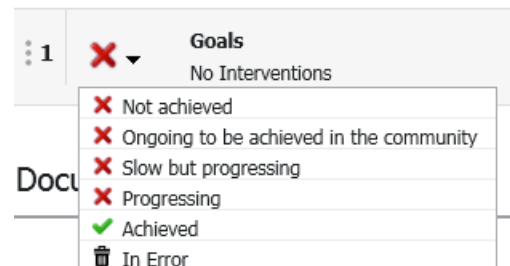 1
Goals
No Interventions
Not achieved
Ongoing to be achieved in the community
Slow but progressing
Docu
Progressing
Achieved
In Error